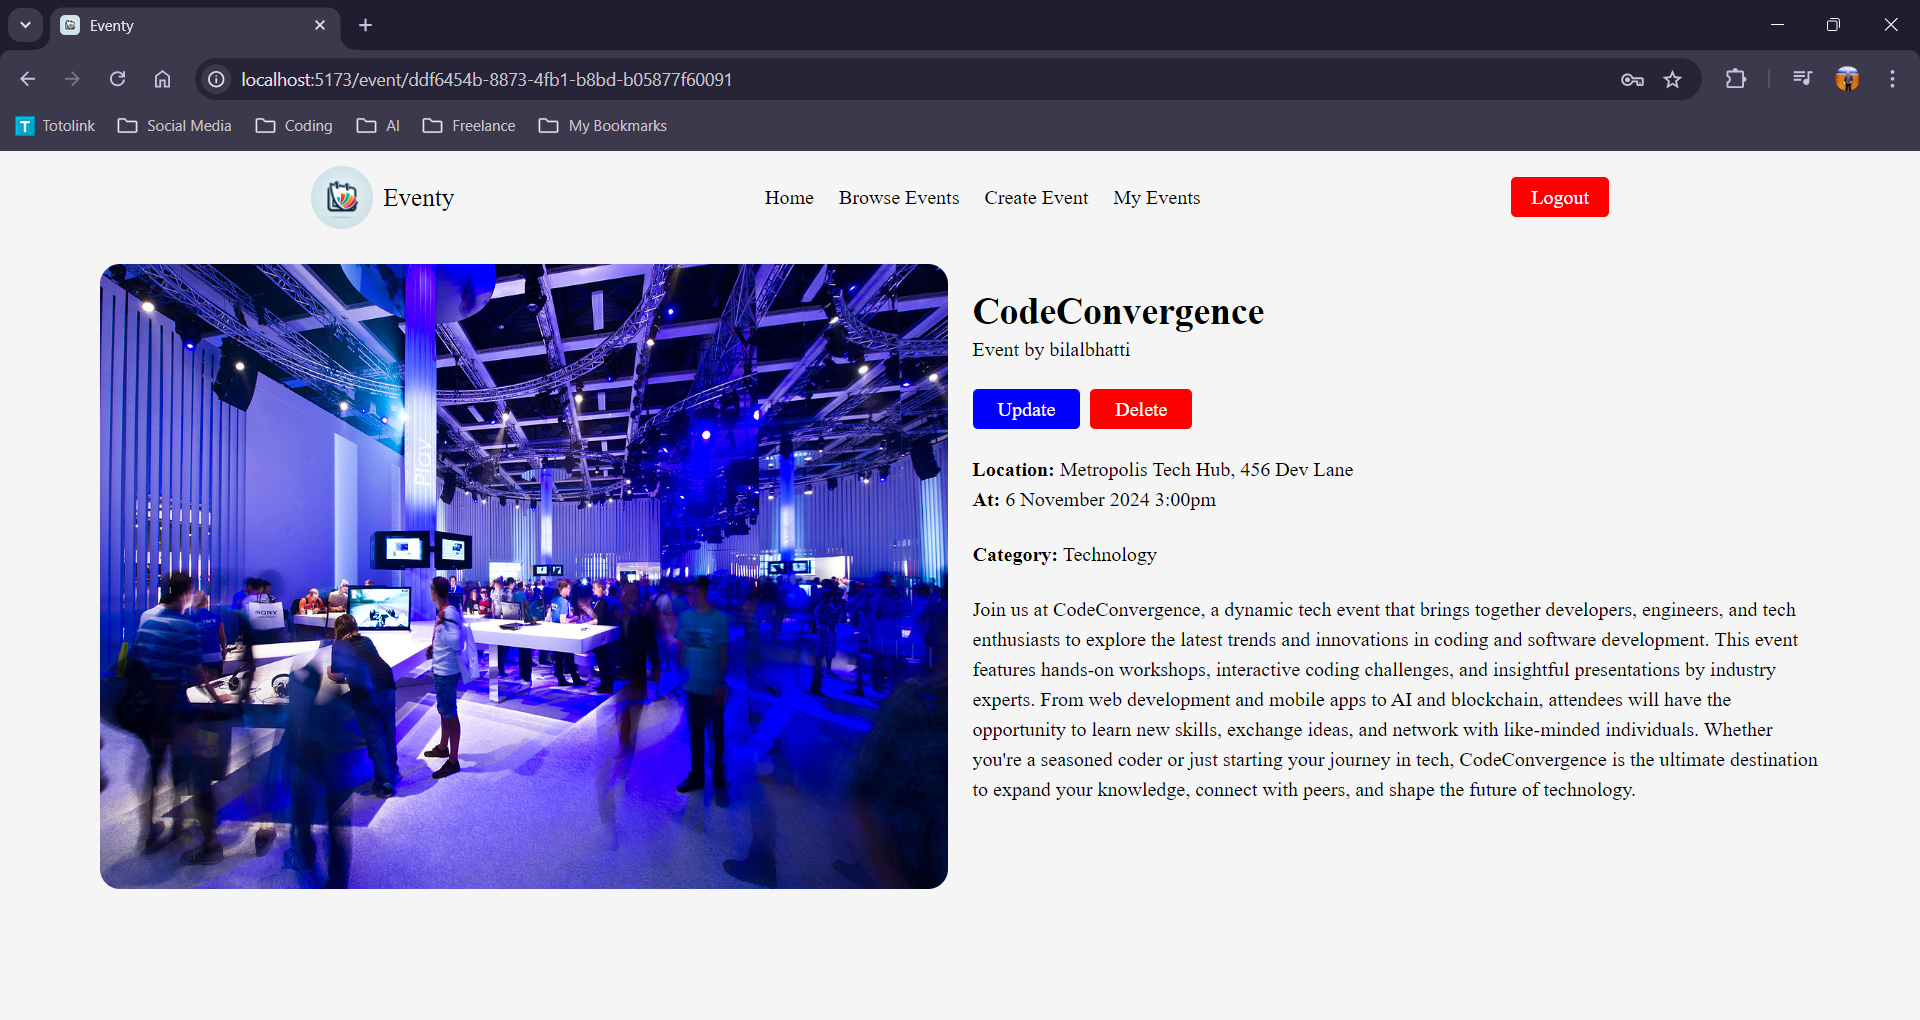 Eventy
localhost:5173/event/ddf6454b-8873-4fb1-b8bd-b05877f60091
T Totolink Social Media Coding AI Freelance My Bookmarks
Eventy Home Browse Events Create Event My Events Logout
CodeConvergence
Event by bilalbhatti
Update Delete
Location: Metropolis Tech Hub, 456 Dev Lane
At: 6 November 2024 3:00pm
Category: Technology
Join us at CodeConvergence, a dynamic tech event that brings together developers, engineers, and tech
enthusiasts to explore the latest trends and innovations in coding and software development. This event
features hands-on workshops, interactive coding challenges, and insightful presentations by industry
experts. From web development and mobile apps to AI and blockchain, attendees will have the
opportunity to learn new skills, exchange ideas, and network with like-minded individuals. Whether
you're a seasoned coder or just starting your journey in tech, CodeConvergence is the ultimate destination
to expand your knowledge, connect with peers, and shape the future of technology.
Play
SONY